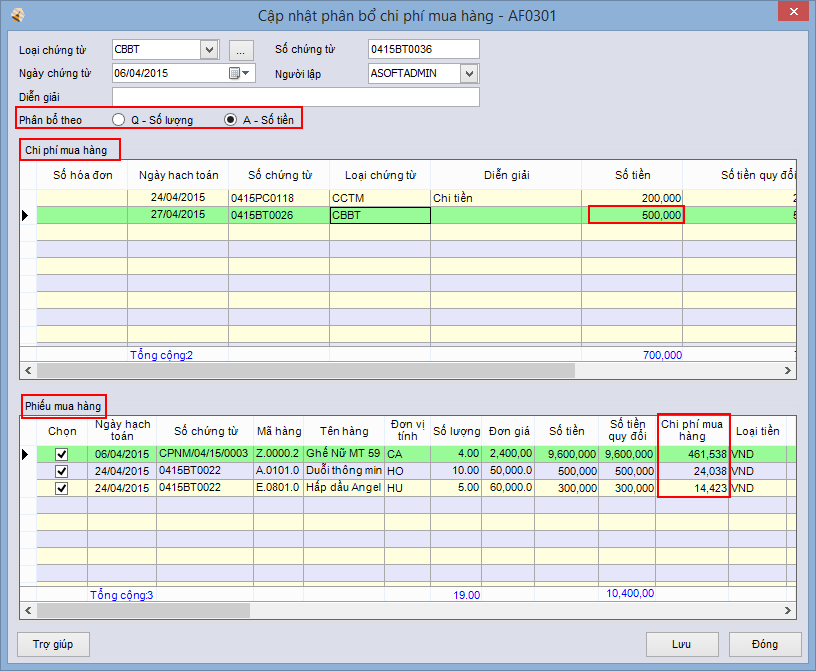 Cập nhật phân bổ chi phí mua hàng - AF0301
Loại chứng từ CBBT ... Số chứng từ 0415BT0036
Ngày chứng từ 06/04/2015 Người lập ASOFTADMIN
Diễn giải
Phân bổ theo Q - Số lượng A - Số tiền
Chi phí mua hàng
Số hóa đơn Ngày hach toán Số chứng từ Loại chứng từ Diễn giải Số tiền Số tiền quy đổi
24/04/2015 0415PC0118 CCTM Chi tiền 200,000 2
27/04/2015 0415BT0026 CBBT 500,000
Tổng cộng:2 700,000
Phiếu mua hàng
Chọn Ngày hạch toán Số chứng từ Mã hàng Tên hàng Đơn vị tính Số lượng Đơn giá Số tiền Số tiền quy đổi Chi phí mua hàng Loại tiền
06/04/2015 CPNM/04/15/0003 Z.0000.2 Ghế Nữ MT 59 CA 4.00 2,400,00 9,600,000 9,600,000 461,538 VND
24/04/2015 0415BT0022 A.0101.0 Duỗi thông min HO 10.00 50,000.0 500,000 500,000 24,038 VND
24/04/2015 0415BT0022 E.0801.0 Hấp dầu Angel HU 5.00 60,000.0 300,000 300,000 14,423 VND
Tổng cộng:3 19.00 10,400,00
Trợ giúp Lưu Đóng